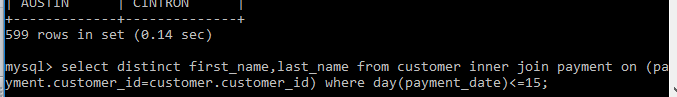 | AUSTIN      | CINTRON      |
+-------------+--------------+
599 rows in set (0.14 sec)
mysql> select distinct first_name,last_name from customer inner join payment on (pa
yment.customer_id=customer.customer_id) where day(payment_date)<=15;